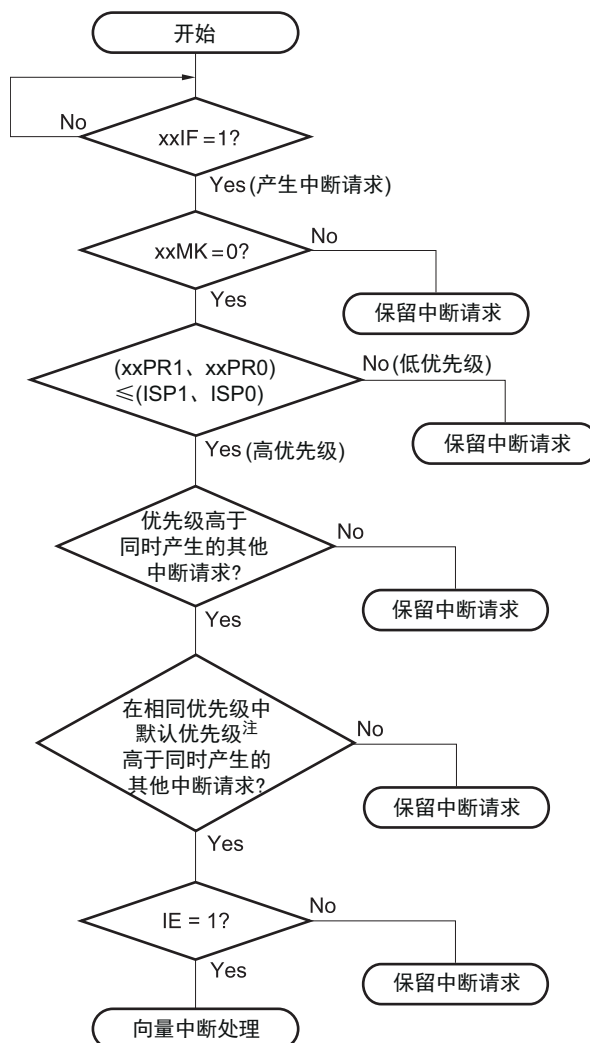 开始
No
xxIF=1?
Yes(产生中断请求)
xxMK=0?
No
Yes
保留中断请求
(xxPR1、xxPR0)
≤(ISP1、ISP0)
No(低优先级)
Yes(高优先级)
保留中断请求
优先级高于
同时产生的其他
中断请求?
No
Yes
保留中断请求
在相同优先级中
默认优先级注
高于同时产生的
其他中断请求?
No
Yes
保留中断请求
IE = 1?
No
Yes
保留中断请求
向量中断处理